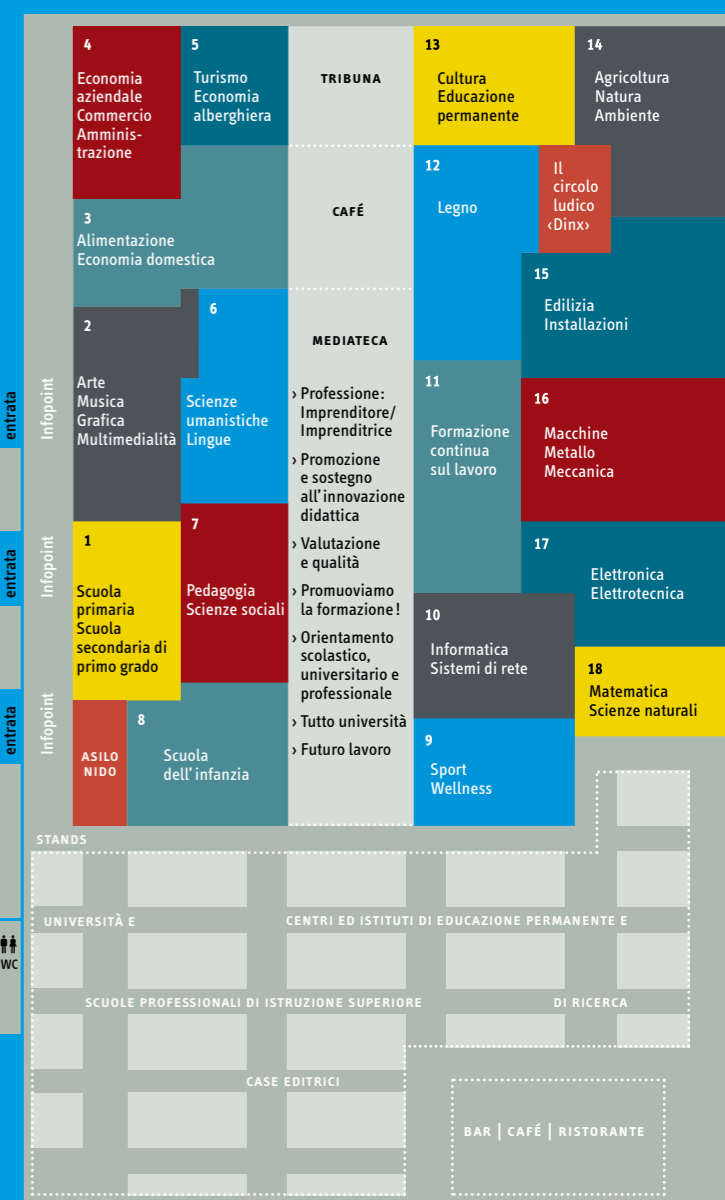 4
Economia
aziendale
Commercio
Amminis-
trazione
5
Turismo
Economia
alberghiera
TRIBUNA
13
Cultura
Educazione
permanente
14
Agricoltura
Natura
Ambiente
3
Alimentazione
Economia domestica
CAFÉ
12
Legno
Il
circolo
ludico
‹Dinx›
15
Edilizia
Installazioni
2
Arte
Musica
Grafica
Multimedialità
6
Scienze
umanistiche
Lingue
MEDIATECA
› Professione:
Imprenditore/
Imprenditrice
› Promozione
e sostegno
all'innovazione
didattica
› Valutazione
e qualità
› Promuoviamo
la formazione!
› Orientamento
scolastico,
universitario e
professionale
› Tutto università
› Futuro lavoro
11
Formazione
continua
sul lavoro
16
Macchine
Metallo
Meccanica
entrata
Infopoint
1
Scuola
primaria
Scuola
secondaria di
primo grado
7
Pedagogia
Scienze sociali
17
Elettronica
Elettrotecnica
entrata
Infopoint
10
Informatica
Sistemi di rete
18
Matematica
Scienze naturali
entrata
Infopoint
ASILO
NIDO
8
Scuola
dell'infanzia
9
Sport
Wellness
STANDS
UNIVERSITÀ E CENTRI ED ISTITUTI DI EDUCAZIONE PERMANENTE E
WC
SCUOLE PROFESSIONALI DI ISTRUZIONE SUPERIORE DI RICERCA
CASE EDITRICI
BAR | CAFÉ | RISTORANTE